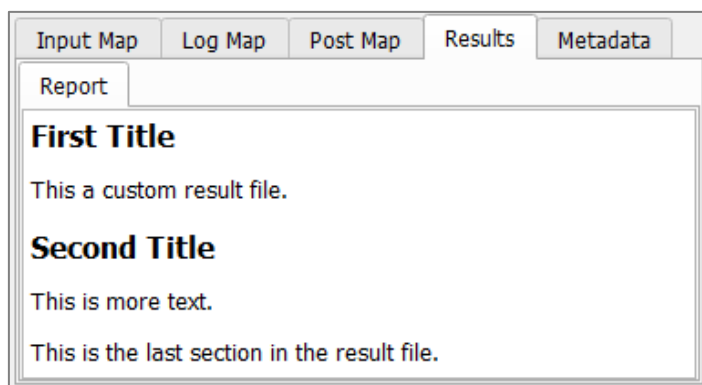 Input Map Log Map Post Map Results Metadata
Report
First Title
This a custom result file.
Second Title
This is more text.
This is the last section in the result file.